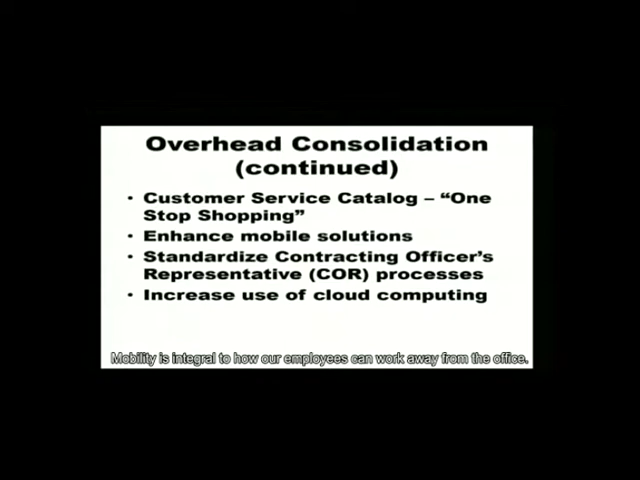 Overhead Consolidation
(continued)
• Customer Service Catalog – “One
Stop Shopping”
• Enhance mobile solutions
• Standardize Contracting Officer’s
Representative (COR) processes
• Increase use of cloud computing
Mobility is integral to how our employees can work away from the office.